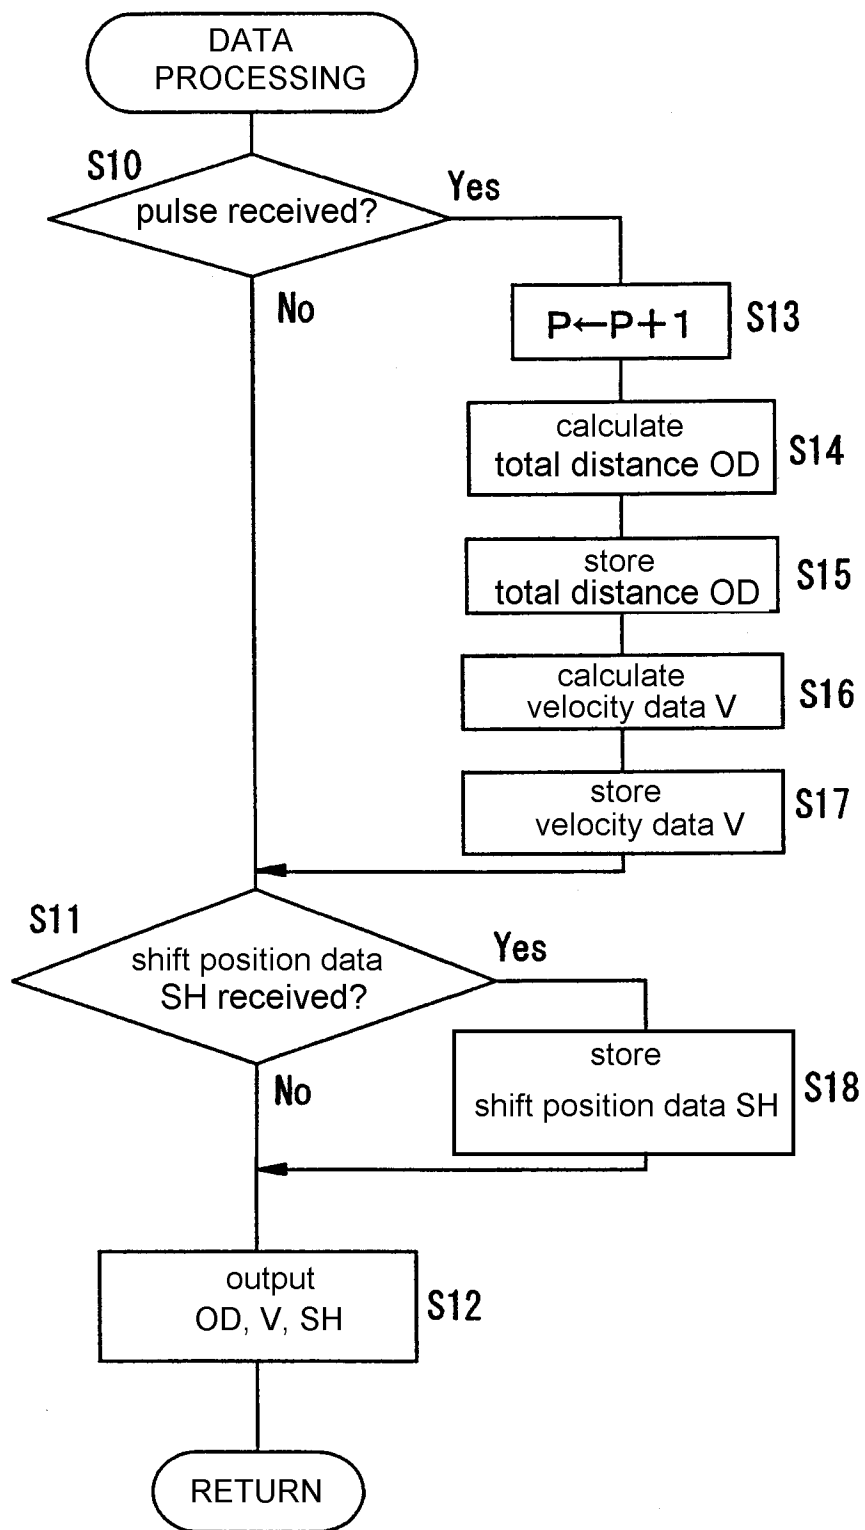 DATA
PROCESSING
S10
pulse received?
Yes
No
P←P+1
S13
calculate
total distance OD
S14
store
total distance OD
S15
calculate
velocity data V
S16
store
velocity data V
S17
S11
shift position data
SH received?
Yes
No
store
shift position data SH
S18
output
OD, V, SH
S12
RETURN